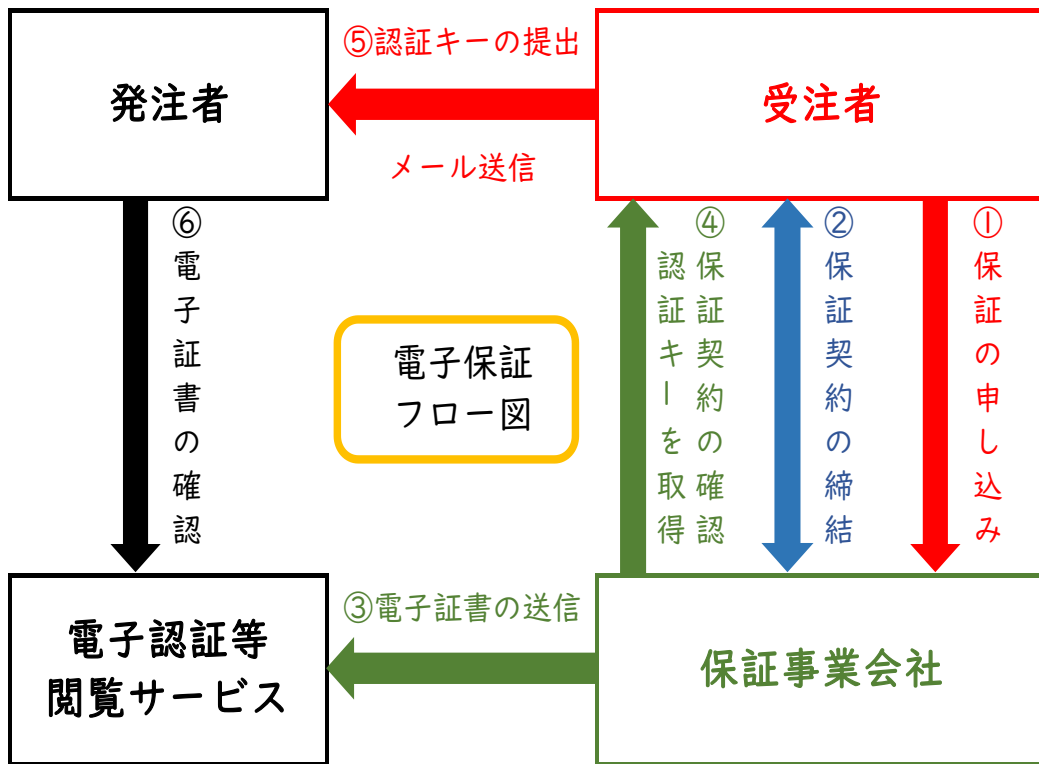 ⑤認証キーの提出
発注者
受注者
メール送信
①保証の申し込み
②保証契約の締結
④保証契約の確認
認証キーを取得
⑥電子証書の確認
電子保証
フロー図
③電子証書の送信
電子認証等
閲覧サービス
保証事業会社